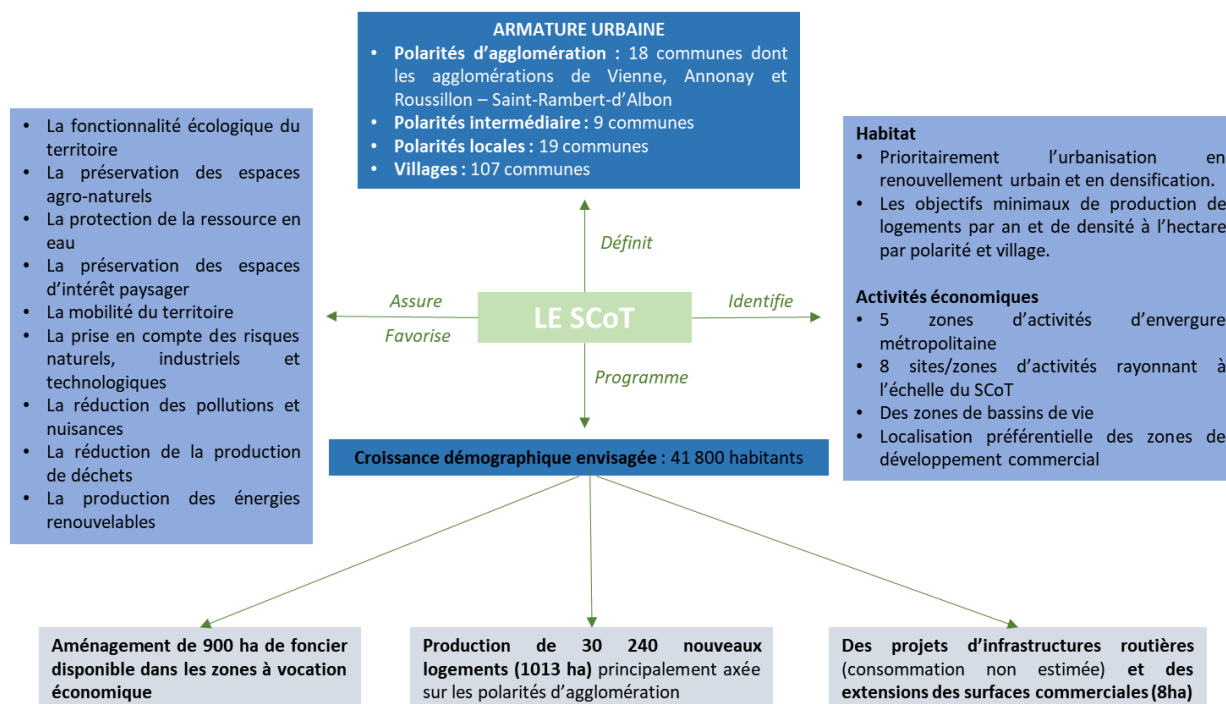 ARMATURE URBAINE
• Polarités d'agglomération : 18 communes dont
les agglomérations de Vienne, Annonay et
Roussillon – Saint-Rambert-d'Albon
• Polarités intermédiaire : 9 communes
• Polarités locales : 19 communes
• Villages : 107 communes
• La fonctionnalité écologique du
territoire
• La préservation des espaces
agro-naturels
• La protection de la ressource en
eau
• La préservation des espaces
d'intérêt paysager
• La mobilité du territoire
• La prise en compte des risques
naturels, industriels et
technologiques
• La réduction des pollutions et
nuisances
• La réduction de la production
de déchets
• La production des énergies
renouvelables
Définit
Assure
Favorise
LE SCoT
Identifie
Programme
Habitat
• Prioritairement l'urbanisation en
renouvellement urbain et en densification.
• Les objectifs minimaux de production de
logements par an et de densité à l'hectare
par polarité et village.
Activités économiques
• 5 zones d'activités d'envergure
métropolitaine
• 8 sites/zones d'activités rayonnant à
l'échelle du SCoT
• Des zones de bassins de vie
• Localisation préférentielle des zones de
développement commercial
Croissance démographique envisagée : 41 800 habitants
Aménagement de 900 ha de foncier
disponible dans les zones à vocation
économique
Production de 30 240 nouveaux
logements (1013 ha) principalement axée
sur les polarités d'agglomération
Des projets d'infrastructures routières
(consommation non estimée) et des
extensions des surfaces commerciales (8ha)